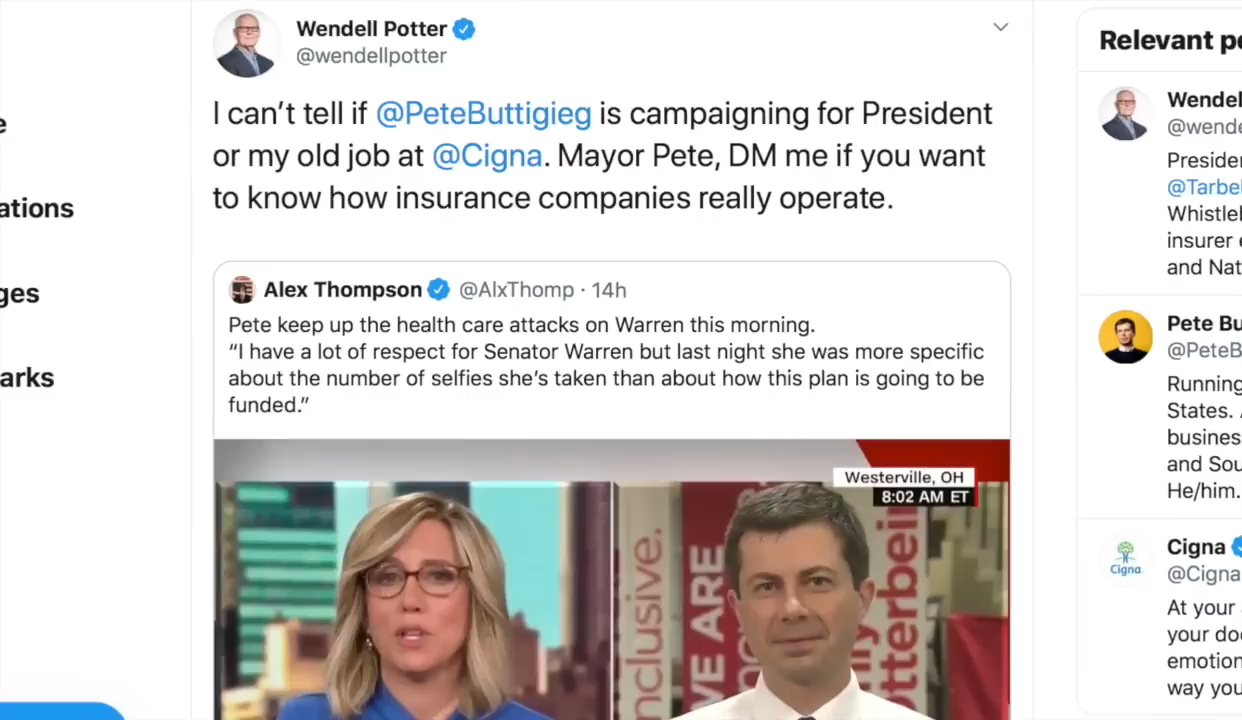 Wendell Potter
@wendellpotter
I can't tell if @PeteButtigieg is campaigning for President
or my old job at @Cigna. Mayor Pete, DM me if you want
to know how insurance companies really operate.
Alex Thompson @AlxThomp · 14h
Pete keep up the health care attacks on Warren this morning.
“I have a lot of respect for Senator Warren but last night she was more specific
about the number of selfies she's taken than about how this plan is going to be
funded.”
Westerville, OH
8:02 AM ET
nclusive.
VE ARE
otterbein
e
ations
ges
arks
Relevant pe
Wendel
@wende
Presider
@Tarbel
Whistlel
insurer e
and Nat
Pete Bu
@PeteB
Running
States. A
business
and Sou
He/him.
Cigna
@Cigna
Cigna
At your
your doc
emotion
way you